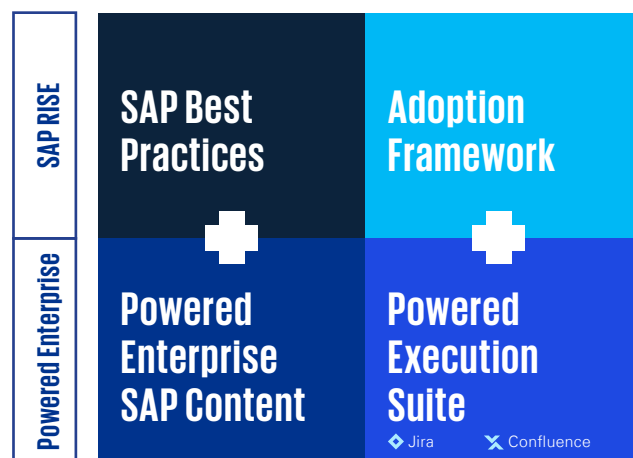 SAP RISE
SAP Best
Practices
Adoption
Framework
Powered Enterprise
Powered
Enterprise
SAP Content
Powered
Execution
Suite
Jira
Confluence